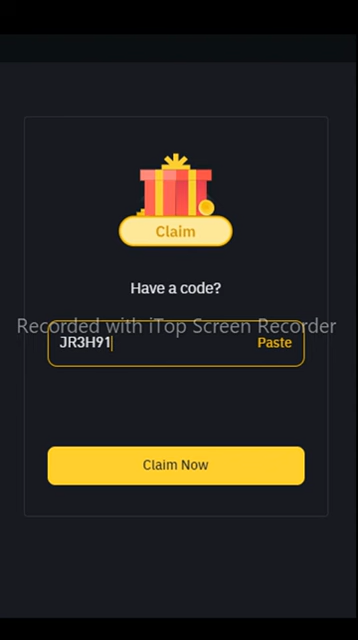 Claim
Have a code?
Recorded with iTop Screen Recorder
JR3H91
Paste
Claim Now